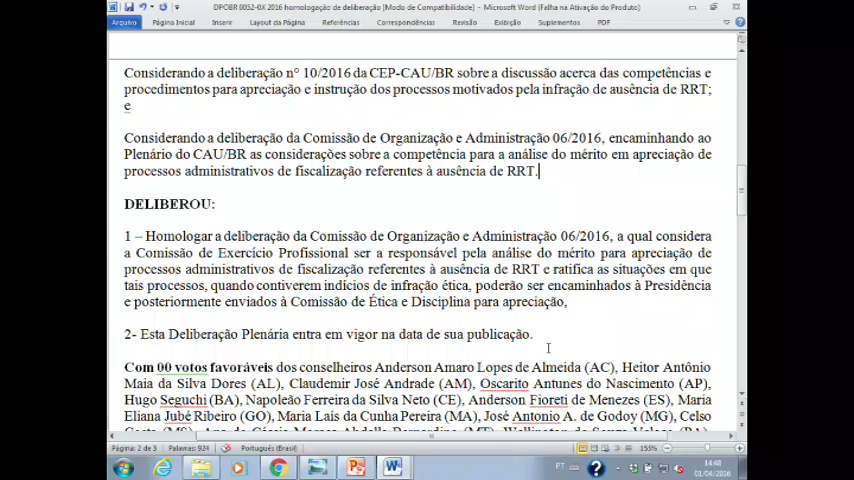 DPOBR 0052-0X 2016 homologação de deliberação [Modo de Compatibilidade] - Microsoft Word (Falha na Ativação do Produto)
Arquivo Página Inicial Inserir Layout da Página Referências Correspondências Revisão Exibição Suplementos PDF
Considerando a deliberação n° 10/2016 da CEP-CAU/BR sobre a discussão acerca das competências e
procedimentos para apreciação e instrução dos processos motivados pela infração de ausência de RRT;
e
Considerando a deliberação da Comissão de Organização e Administração 06/2016, encaminhando ao
Plenário do CAU/BR as considerações sobre a competência para a análise do mérito em apreciação de
processos administrativos de fiscalização referentes à ausência de RRT.
DELIBEROU:
1 – Homologar a deliberação da Comissão de Organização e Administração 06/2016, a qual considera
a Comissão de Exercício Profissional ser a responsável pela análise do mérito para apreciação de
processos administrativos de fiscalização referentes à ausência de RRT e ratifica as situações em que
tais processos, quando contiverem indícios de infração ética, poderão ser encaminhados à Presidência
e posteriormente enviados à Comissão de Ética e Disciplina para apreciação,
2- Esta Deliberação Plenária entra em vigor na data de sua publicação.
Com 00 votos favoráveis dos conselheiros Anderson Amaro Lopes de Almeida (AC), Heitor Antônio
Maia da Silva Dores (AL), Claudemir José Andrade (AM), Oscarito Antunes do Nascimento (AP),
Hugo Seguchi (BA), Napoleão Ferreira da Silva Neto (CE), Anderson Fioreti de Menezes (ES), Maria
Eliana Jubé Ribeiro (GO), Maria Laís da Cunha Pereira (MA), José Antonio A. de Godoy (MG), Celso
Página: 2 de 3 Palavras: 924 Português (Brasil) 153%
PT 14:48
01/04/2016